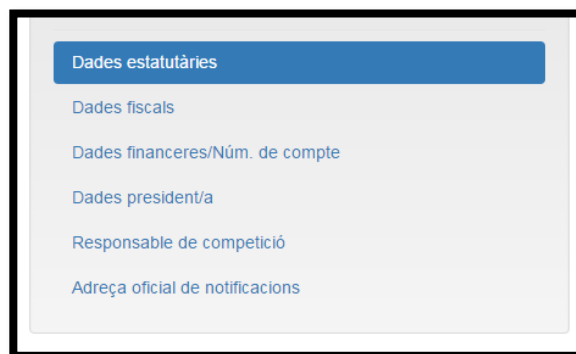 Dades estatutàries
Dades fiscals
Dades financeres/Núm. de compte
Dades president/a
Responsable de competició
Adreça oficial de notificacions